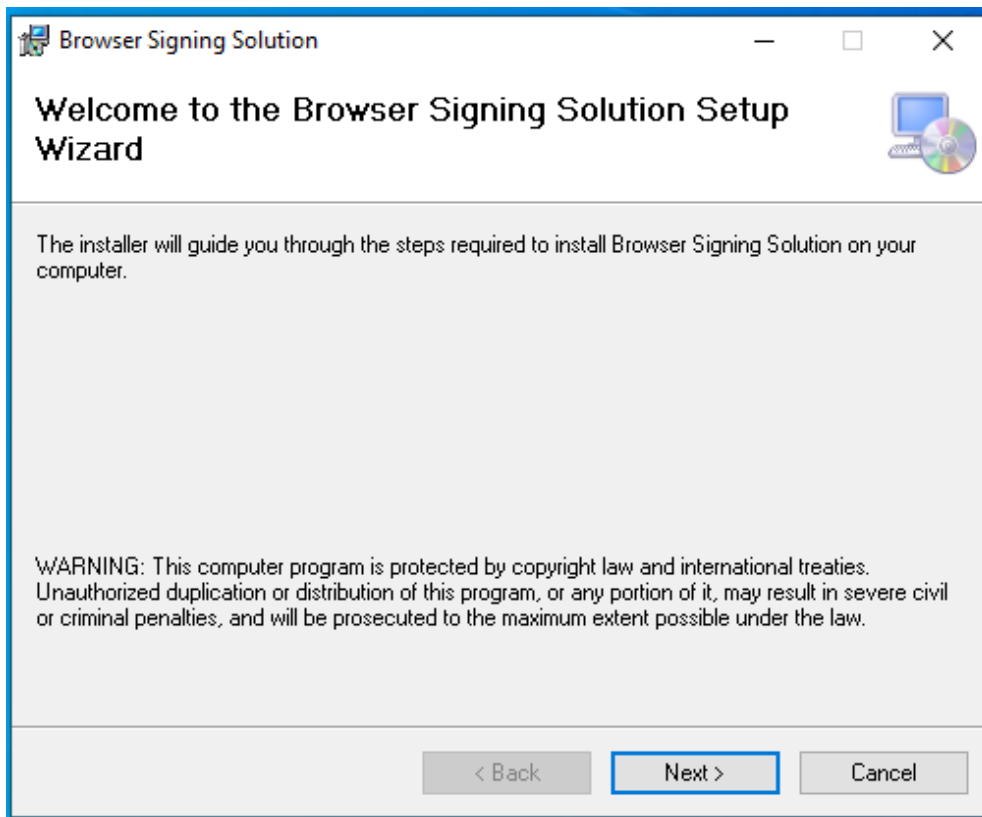 Browser Signing Solution
Welcome to the Browser Signing Solution Setup
Wizard
The installer will guide you through the steps required to install Browser Signing Solution on your
computer.
WARNING: This computer program is protected by copyright law and international treaties.
Unauthorized duplication or distribution of this program, or any portion of it, may result in severe civil
or criminal penalties, and will be prosecuted to the maximum extent possible under the law.
< Back Next > Cancel